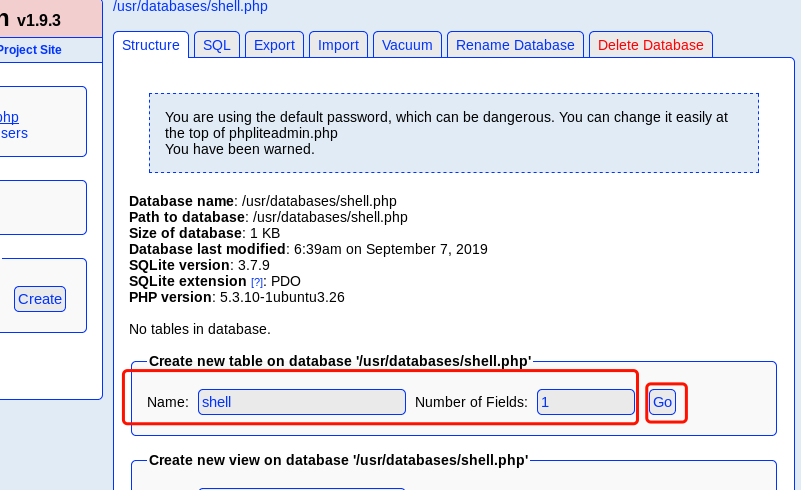 /usr/databases/shell.php
v1.9.3
Project Site
php
sers
Create
Structure SQL Export Import Vacuum Rename Database Delete Database
You are using the default password, which can be dangerous. You can change it easily at
the top of phpliteadmin.php
You have been warned.
Database name: /usr/databases/shell.php
Path to database: /usr/databases/shell.php
Size of database: 1 KB
Database last modified: 6:39am on September 7, 2019
SQLite version: 3.7.9
SQLite extension [?]: PDO
PHP version: 5.3.10-1ubuntu3.26
No tables in database.
Create new table on database '/usr/databases/shell.php'
Name: shell Number of Fields: 1 Go
Create new view on database '/usr/databases/shell.php'